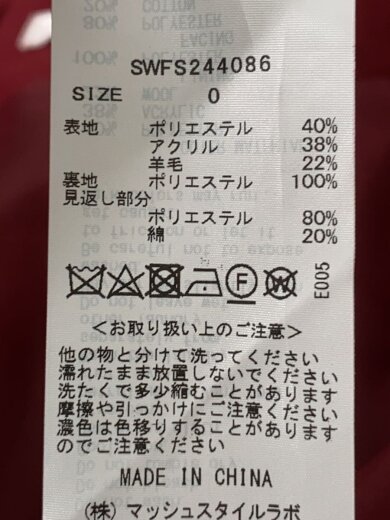 SWFS244086
SIZE 0
表地 ポリエステル 40%
アクリル 38%
羊毛 22%
裏地 ポリエステル 100%
見返し部分
ポリエステル 80%
綿 20%
F W E005
<お取り扱い上のご注意>
他の物と分けて洗ってください
濡れたまま放置しないでください
洗たくで多少縮むことがあります
摩擦や引っかけにご注意ください
濃色は色移りすることがあります
のでご注意ください
MADE IN CHINA
(株)マッシュスタイルラボ